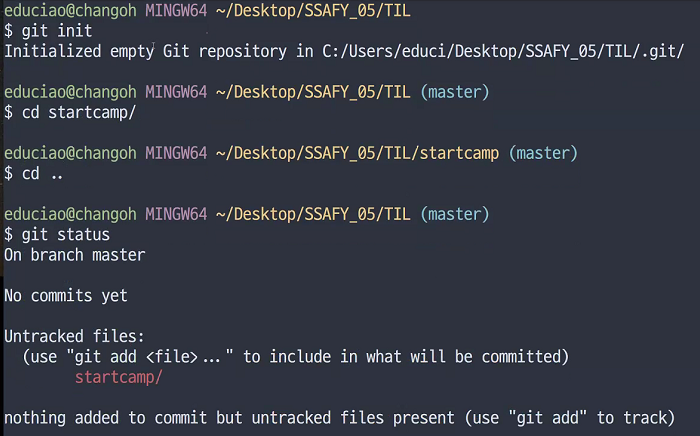 educiao@changoh MINGW64 ~/Desktop/SSAFY_05/TIL
$ git init
Initialized empty Git repository in C:/Users/educi/Desktop/SSAFY_05/TIL/.git/
educiao@changoh MINGW64 ~/Desktop/SSAFY_05/TIL (master)
$ cd startcamp/
educiao@changoh MINGW64 ~/Desktop/SSAFY_05/TIL/startcamp (master)
$ cd ..
educiao@changoh MINGW64 ~/Desktop/SSAFY_05/TIL (master)
$ git status
On branch master
No commits yet
Untracked files:
(use "git add <file>..." to include in what will be committed)
startcamp/
nothing added to commit but untracked files present (use "git add" to track)